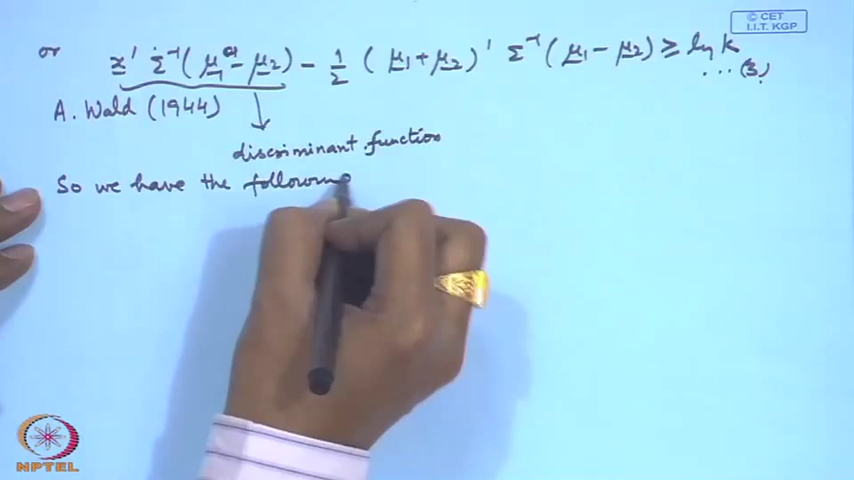 © CET
I.I.T. KGP
or x' Σ⁻¹(μ₁ - μ₂) - 1/2 (μ₁ + μ₂)' Σ⁻¹(μ₁ - μ₂) ≥ ln k
... (3)
A. Wald (1944)
discriminant function
So we have the following
NPTEL